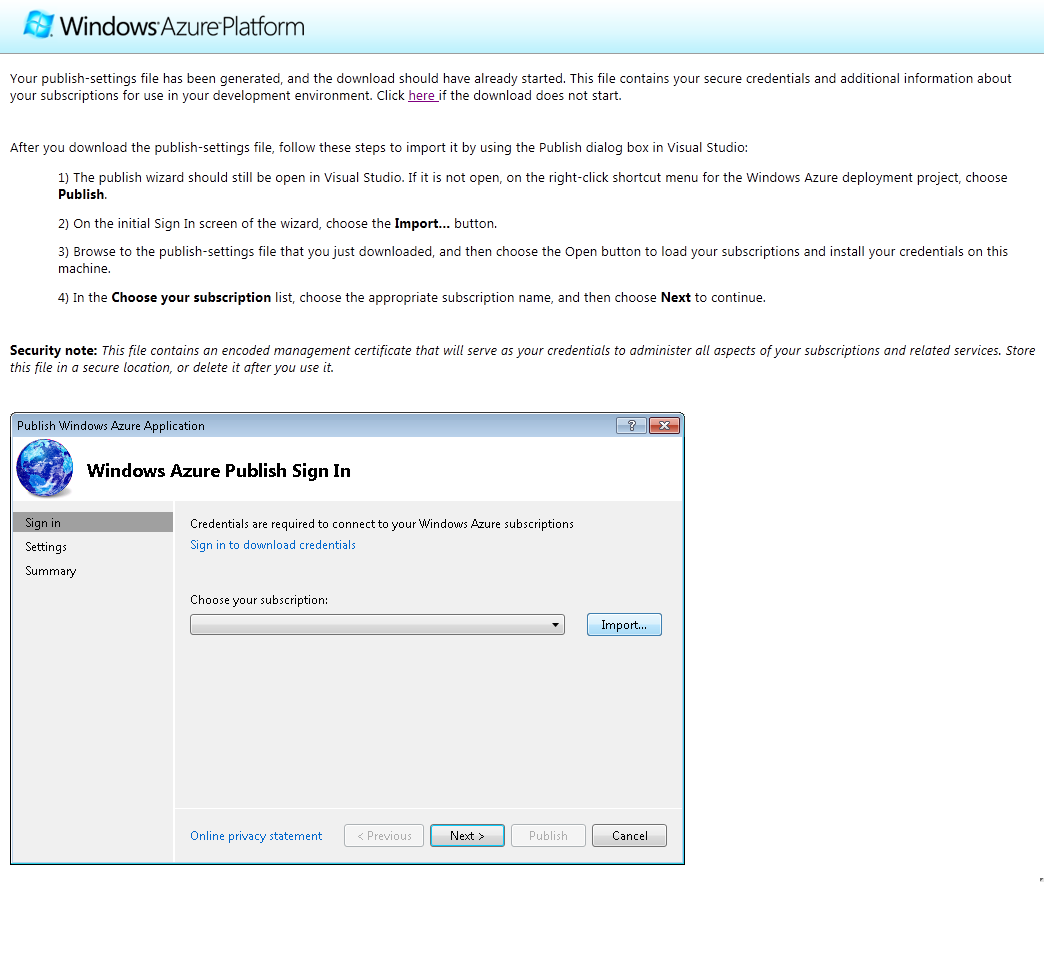 Windows Azure Platform
Your publish-settings file has been generated, and the download should have already started. This file contains your secure credentials and additional information about
your subscriptions for use in your development environment. Click here if the download does not start.
After you download the publish-settings file, follow these steps to import it by using the Publish dialog box in Visual Studio:
1) The publish wizard should still be open in Visual Studio. If it is not open, on the right-click shortcut menu for the Windows Azure deployment project, choose
Publish.
2) On the initial Sign In screen of the wizard, choose the Import... button.
3) Browse to the publish-settings file that you just downloaded, and then choose the Open button to load your subscriptions and install your credentials on this
machine.
4) In the Choose your subscription list, choose the appropriate subscription name, and then choose Next to continue.
Security note: This file contains an encoded management certificate that will serve as your credentials to administer all aspects of your subscriptions and related services. Store
this file in a secure location, or delete it after you use it.
Publish Windows Azure Application
?
Windows Azure Publish Sign In
Sign in
Settings
Summary
Credentials are required to connect to your Windows Azure subscriptions
Sign in to download credentials
Choose your subscription:
Import...
Online privacy statement
< Previous
Next >
Publish
Cancel